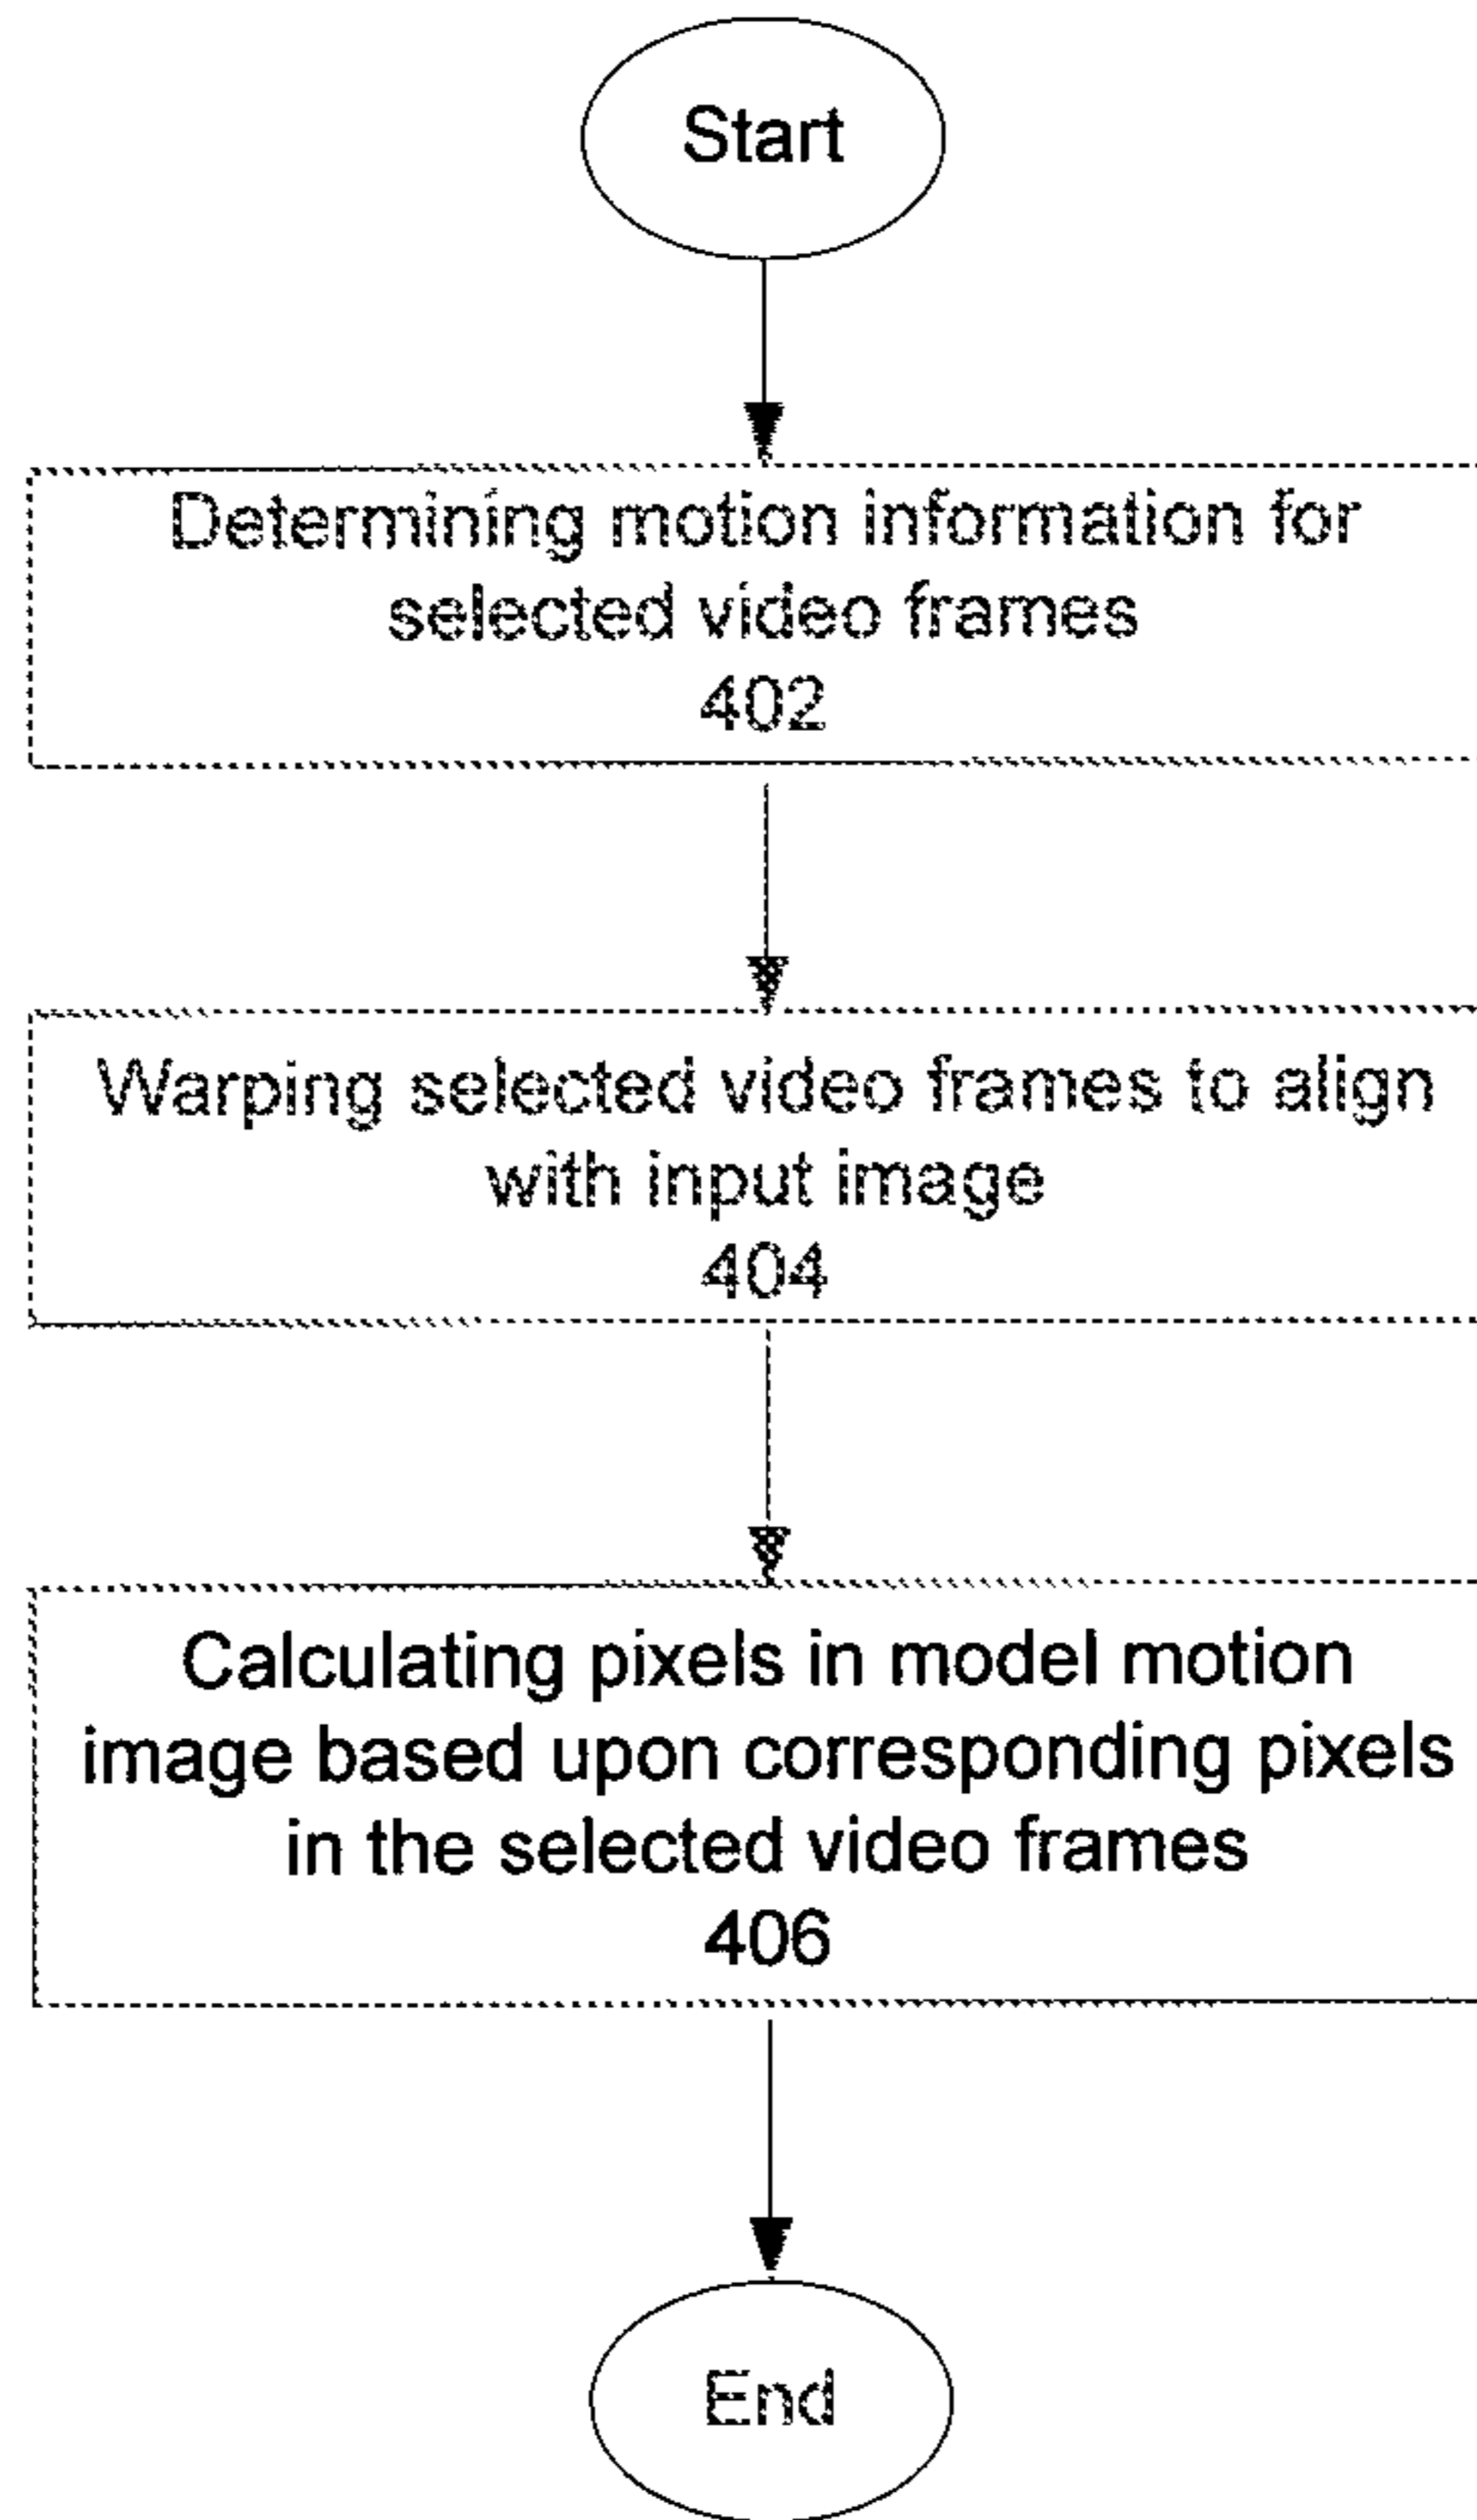 Start
Determining motion information for
selected video frames
402
Warping selected video frames to align
with input image
404
Calculating pixels in model motion
image based upon corresponding pixels
in the selected video frames
406
End